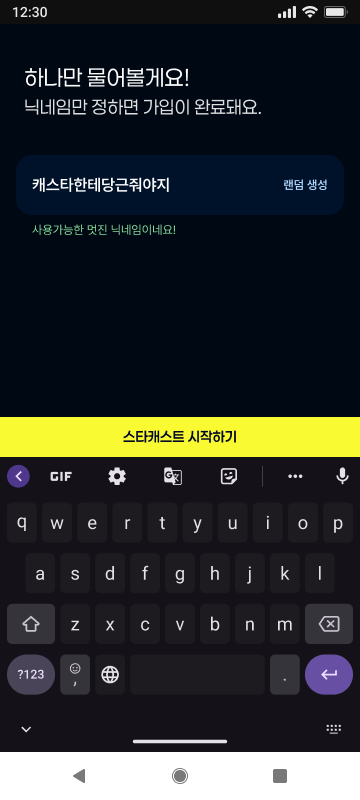 12:30
하나만 물어볼게요!
닉네임만 정하면 가입이 완료돼요.
캐스타한테당근줘야지 랜덤 생성
사용가능한 멋진 닉네임이네요!
스타캐스트 시작하기
GIF
q w e r t y u i o p
a s d f g h j k l
z x c v b n m
?123 , .